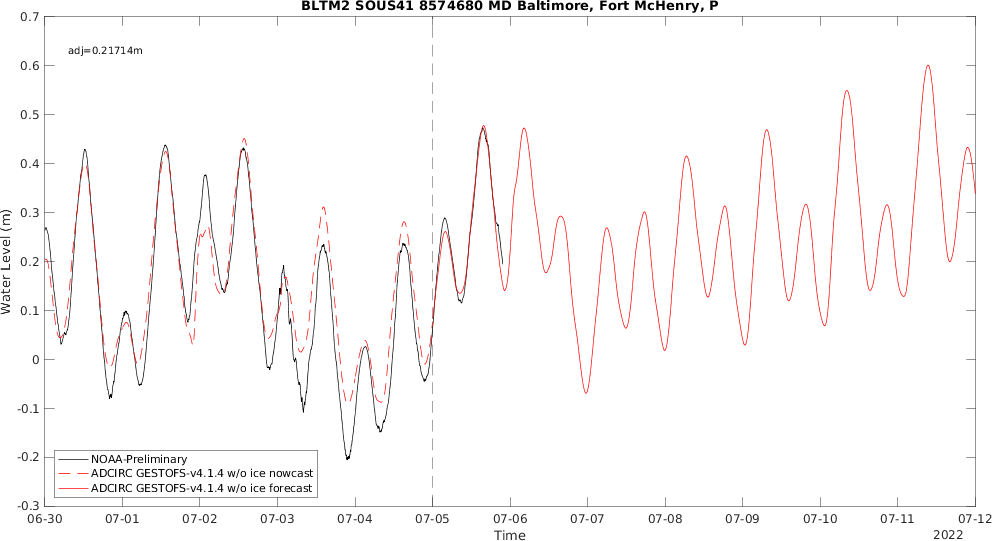 BLTM2 SOUS41 8574680 MD Baltimore, Fort McHenry, P
adj=0.21714m
Water Level (m)
0.7
0.6
0.5
0.4
0.3
0.2
0.1
0
-0.1
-0.2
-0.3
NOAA-Preliminary
ADCIRC GESTOFS-v4.1.4 w/o ice nowcast
ADCIRC GESTOFS-v4.1.4 w/o ice forecast
06-30 07-01 07-02 07-03 07-04 07-05 07-06 07-07 07-08 07-09 07-10 07-11 07-12
Time
2022